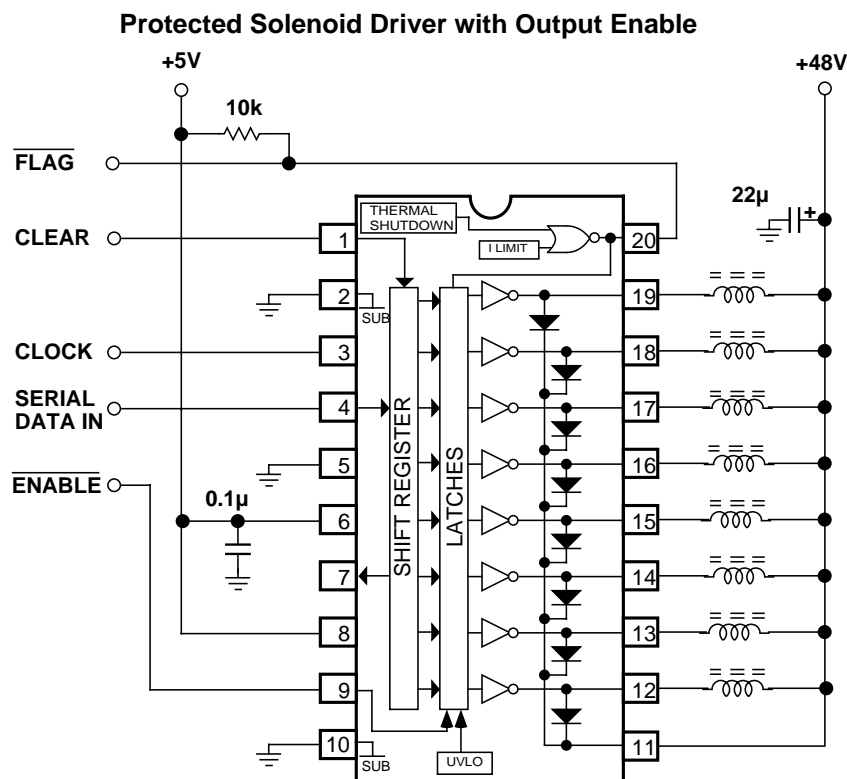 Protected Solenoid Driver with Output Enable
+5V
+48V
10k
FLAG
22µ
+
THERMAL
SHUTDOWN
I LIMIT
CLEAR
1
20
2
SUB
19
CLOCK
3
18
SERIAL
DATA IN
4
17
SHIFT REGISTER
LATCHES
5
16
ENABLE
0.1µ
6
15
7
14
8
13
9
12
10
SUB
UVLO
11